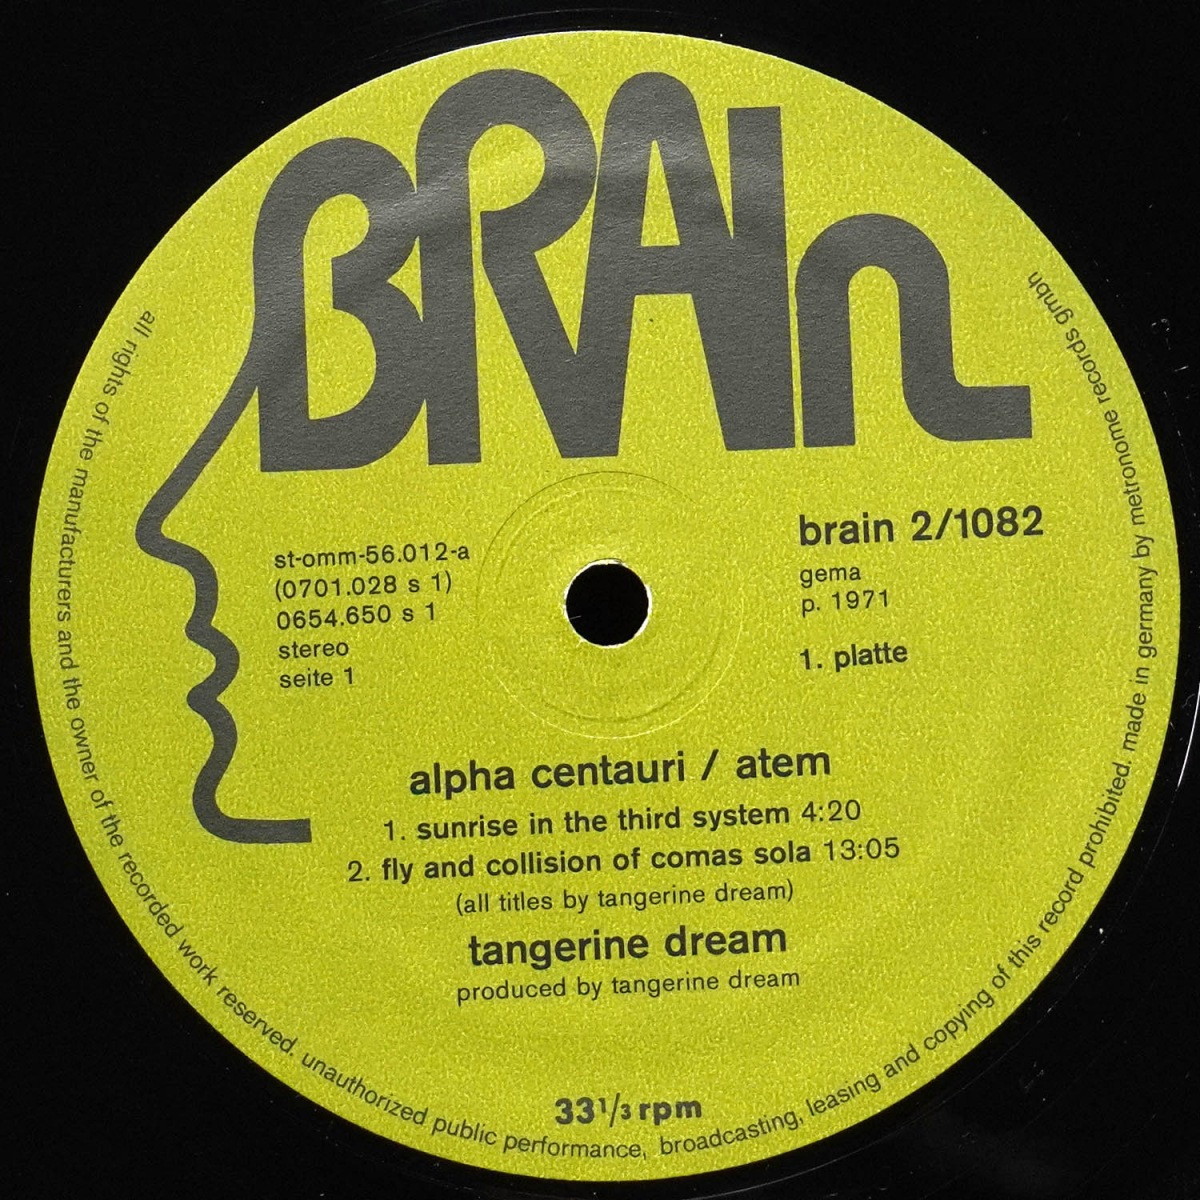 BRAIn
st-omm-56.012-a
(0701.028 s 1)
0654.650 s 1
stereo
seite 1
brain 2/1082
gema
p. 1971
1. platte
alpha centauri / atem
1. sunrise in the third system 4:20
2. fly and collision of comas sola 13:05
(all titles by tangerine dream)
tangerine dream
produced by tangerine dream
33 1/3 rpm
all rights of the manufacturers and the owner of the recorded work reserved. unauthorized public performance, broadcasting, leasing and copying of this record prohibited. made in germany by metronome records gmbh